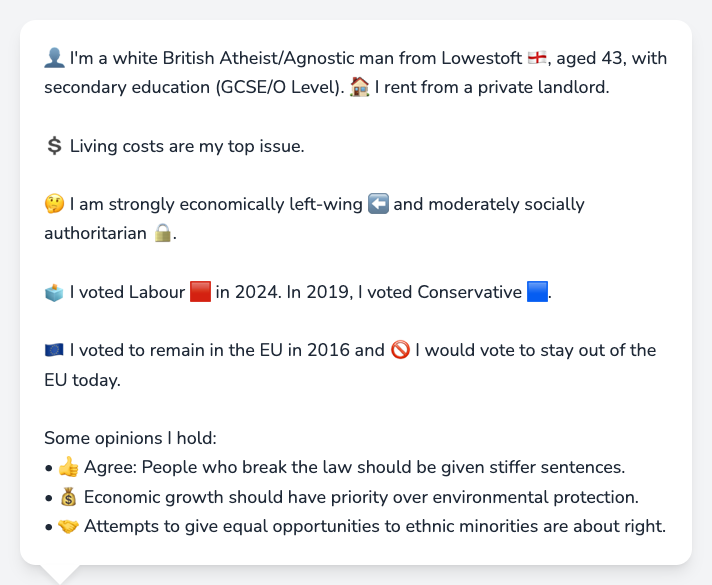 👤 I'm a white British Atheist/Agnostic man from Lowestoft 🏴󠁧󠁢󠁥󠁮󠁧󠁿, aged 43, with
secondary education (GCSE/O Level). 🏠 I rent from a private landlord.
💲 Living costs are my top issue.
🤔 I am strongly economically left-wing ⬅️ and moderately socially
authoritarian 🔒.
🗳️ I voted Labour 🟥 in 2024. In 2019, I voted Conservative 🟦.
🇪🇺 I voted to remain in the EU in 2016 and 🚫 I would vote to stay out of the
EU today.
Some opinions I hold:
• 👍 Agree: People who break the law should be given stiffer sentences.
• 💰 Economic growth should have priority over environmental protection.
• 🤝 Attempts to give equal opportunities to ethnic minorities are about right.